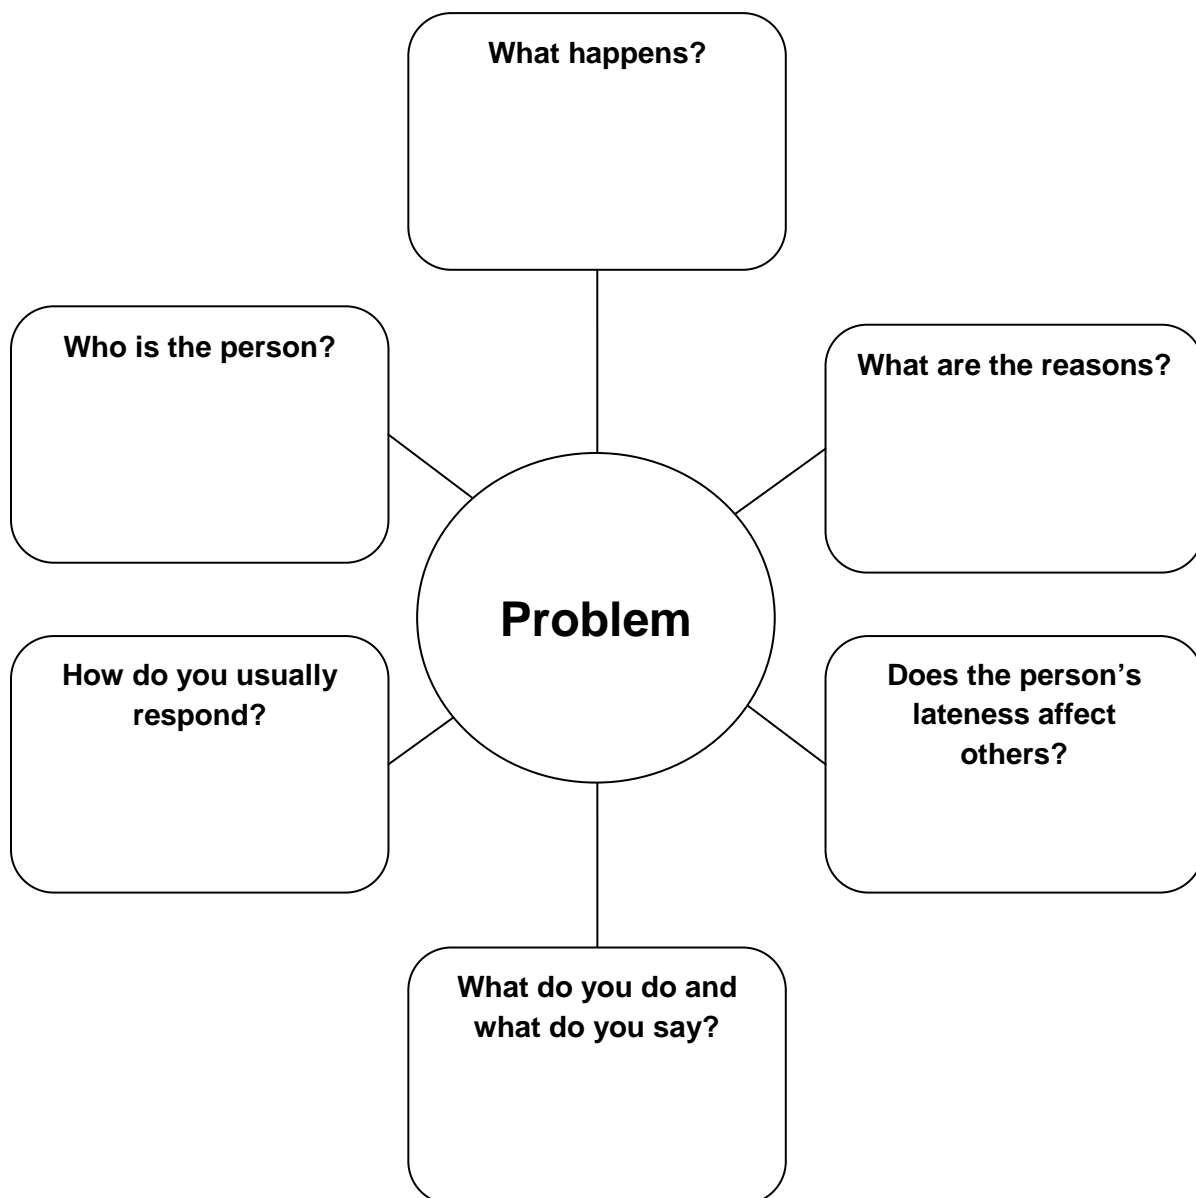 What happens?
Who is the person?
What are the reasons?
Problem
How do you usually
respond?
Does the person’s
lateness affect
others?
What do you do and
what do you say?